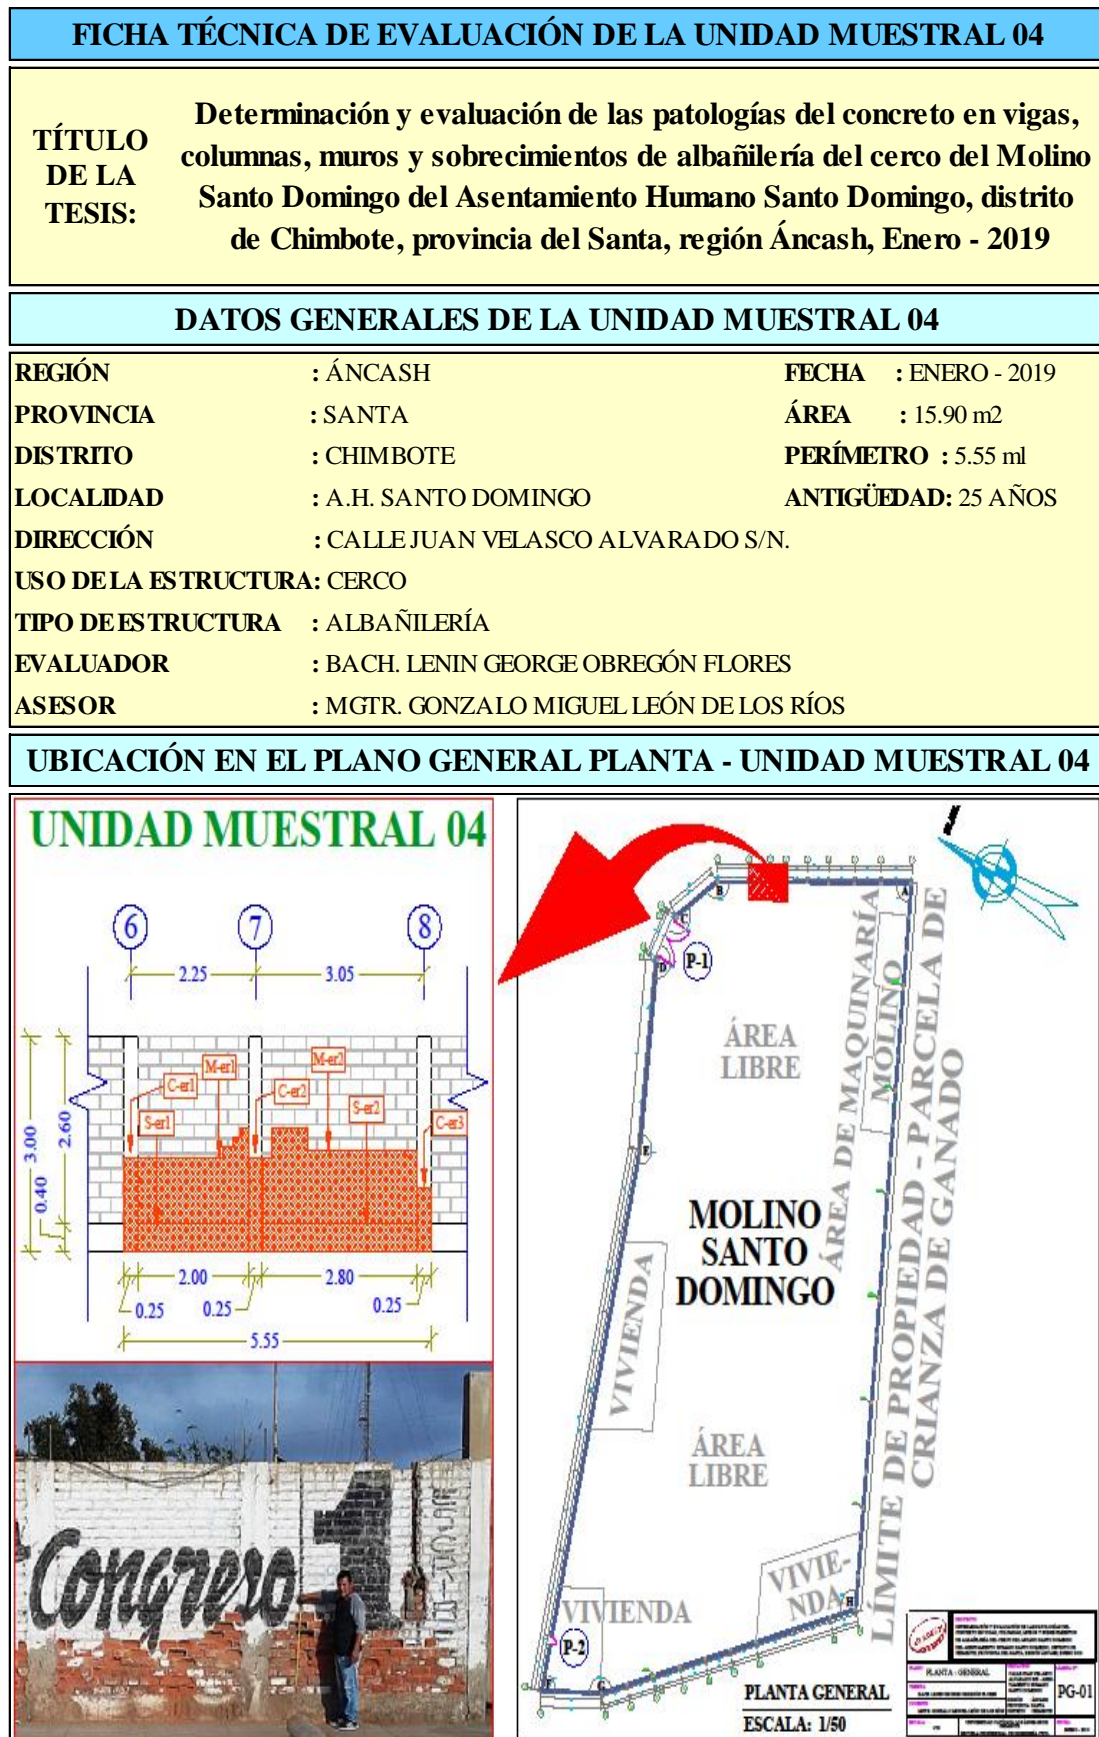 FICHA TÉCNICA DE EVALUACIÓN DE LA UNIDAD MUESTRAL 04
TÍTULO
DE LA
TESIS:
Determinación y evaluación de las patologías del concreto en vigas,
columnas, muros y sobrecimientos de albañilería del cerco del Molino
Santo Domingo del Asentamiento Humano Santo Domingo, distrito
de Chimbote, provincia del Santa, región Áncash, Enero - 2019
DATOS GENERALES DE LA UNIDAD MUESTRAL 04
REGIÓN : ÁNCASH FECHA : ENERO - 2019
PROVINCIA : SANTA ÁREA : 15.90 m2
DISTRITO : CHIMBOTE PERÍMETRO : 5.55 ml
LOCALIDAD : A.H. SANTO DOMINGO ANTIGÜEDAD: 25 AÑOS
DIRECCIÓN : CALLE JUAN VELASCO ALVARADO S/N.
USO DE LA ESTRUCTURA: CERCO
TIPO DE ESTRUCTURA : ALBAÑILERÍA
EVALUADOR : BACH. LENIN GEORGE OBREGÓN FLORES
ASESOR : MGTR. GONZALO MIGUEL LEÓN DE LOS RÍOS
UBICACIÓN EN EL PLANO GENERAL PLANTA - UNIDAD MUESTRAL 04
UNIDAD MUESTRAL 04
6 7 8
2.25 3.05
M-er1 M-er2
C-er1 C-er2
S-er1 S-er2 C-er3
3.00 2.60
0.40
2.00 2.80
0.25 0.25 0.25
5.55
Congreso 1
B A
C
D P-1
E
ÁREA
LIBRE
ÁREA DE MAQUINARÍA
MOLINO
LÍMITE DE PROPIEDAD - PARCELA DE
CRIANZA DE GANADO
MOLINO
SANTO
DOMINGO
VIVIENDA
ÁREA
LIBRE
VIVIE-
NDA
H
VIVIENDA
P-2
F G
PLANTA GENERAL
ESCALA: 1/50
PLANTA - GENERAL
PG-01